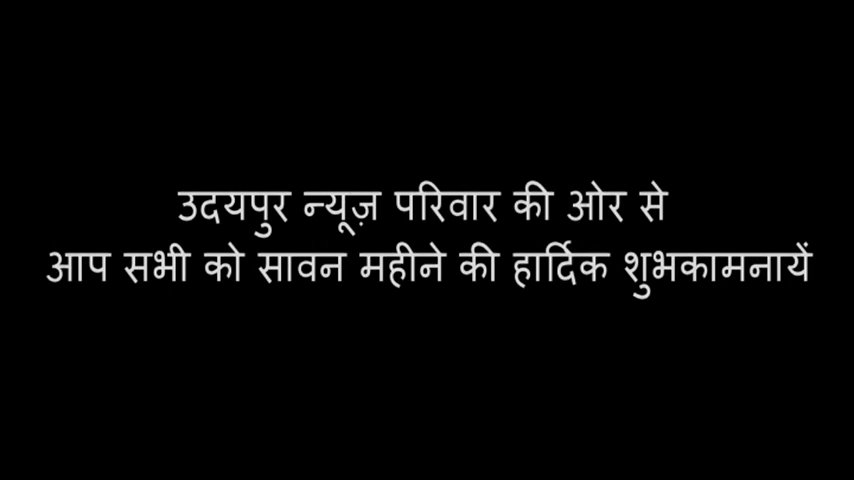 उदयपुर न्यूज़ परिवार की ओर से
आप सभी को सावन महीने की हार्दिक शुभकामनायें